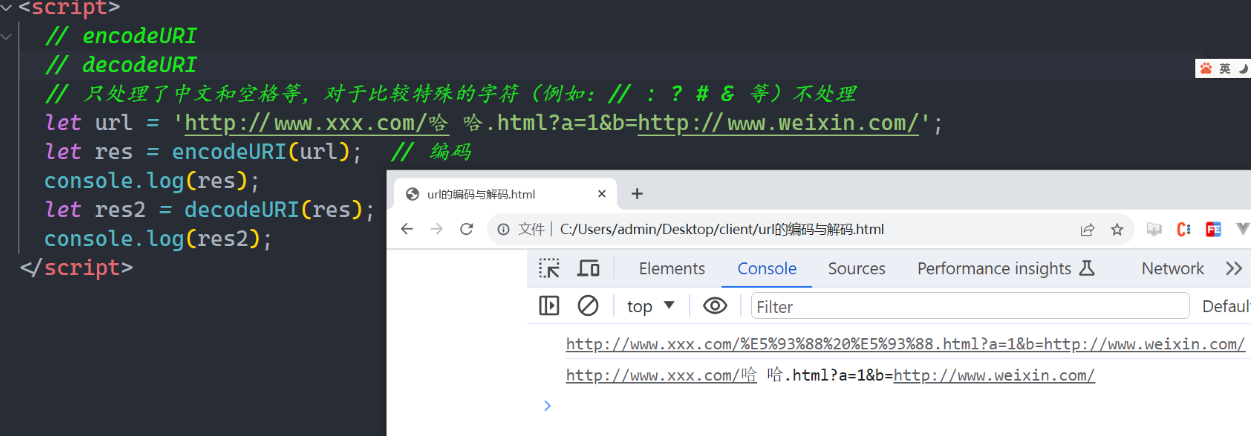 <script>
// encodeURI
// decodeURI
// 只处理了中文和空格等，对于比较特殊的字符（例如：// : ? # & 等）不处理
let url = 'http://www.xxx.com/哈 哈.html?a=1&b=http://www.weixin.com/';
let res = encodeURI(url);  // 编码
console.log(res);
let res2 = decodeURI(res);
console.log(res2);
</script>
英
url的编码与解码.html
文件 C:/Users/admin/Desktop/client/url的编码与解码.html
Elements Console Sources Performance insights Network
top Filter Defaul
http://www.xxx.com/%E5%93%88%20%E5%93%88.html?a=1&b=http://www.weixin.com/
http://www.xxx.com/哈 哈.html?a=1&b=http://www.weixin.com/